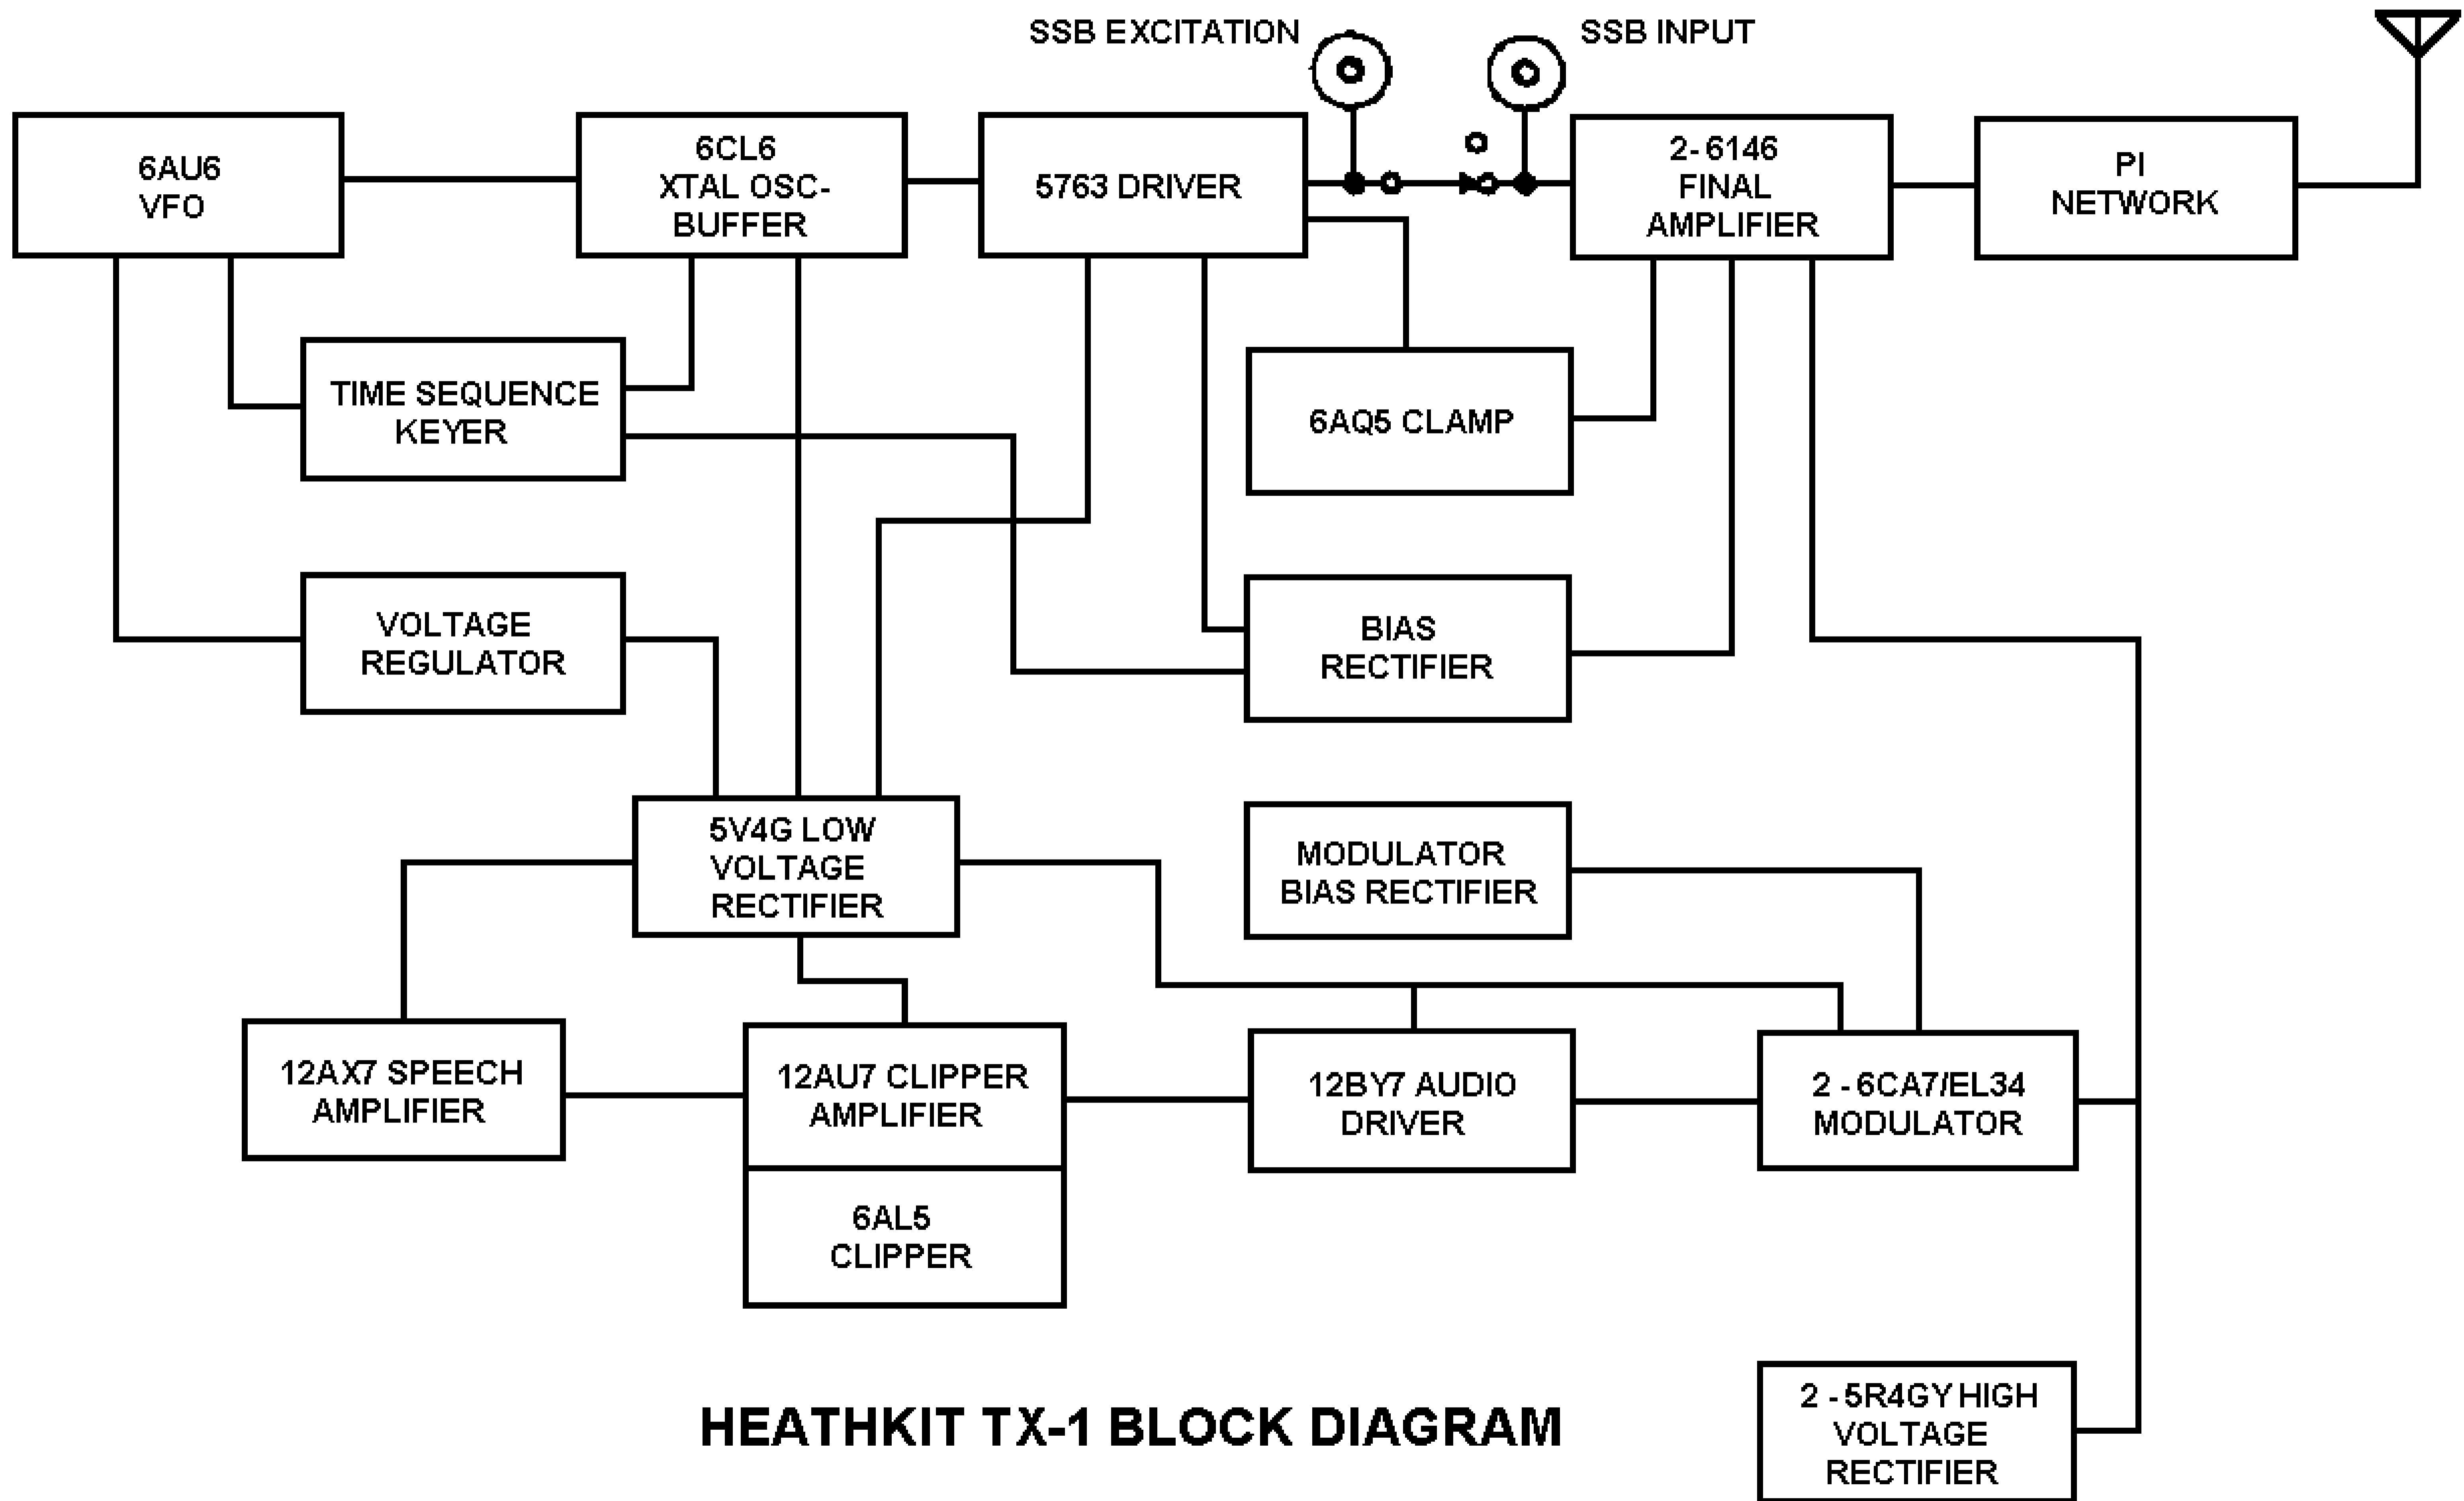 SSB EXCITATION
SSB INPUT
6AU6
VFO
6CL6
XTAL OSC-
BUFFER
5763 DRIVER
2- 6146
FINAL
AMPLIFIER
PI
NETWORK
TIME SEQUENCE
KEYER
6AQ5 CLAMP
VOLTAGE
REGULATOR
BIAS
RECTIFIER
5V4G LOW
VOLTAGE
RECTIFIER
MODULATOR
BIAS RECTIFIER
12AX7 SPEECH
AMPLIFIER
12AU7 CLIPPER
AMPLIFIER
6AL5
CLIPPER
12BY7 AUDIO
DRIVER
2 - 6CA7/EL34
MODULATOR
2 - 5R4GY HIGH
VOLTAGE
RECTIFIER
HEATHKIT TX-1 BLOCK DIAGRAM